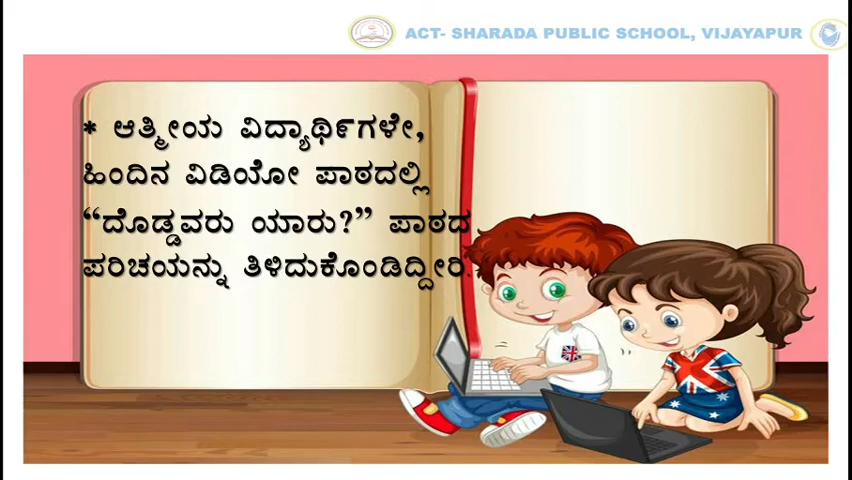 ACT- SHARADA PUBLIC SCHOOL, VIJAYAPUR
* ಆತ್ಮೀಯ ವಿದ್ಯಾರ್ಥಿಗಳೇ,
ಹಿಂದಿನ ವಿಡಿಯೋ ಪಾಠದಲ್ಲಿ
“ದೊಡ್ಡವರು ಯಾರು?” ಪಾಠದ
ಪರಿಚಯನ್ನು ತಿಳಿದುಕೊಂಡಿದ್ದೀರಿ.